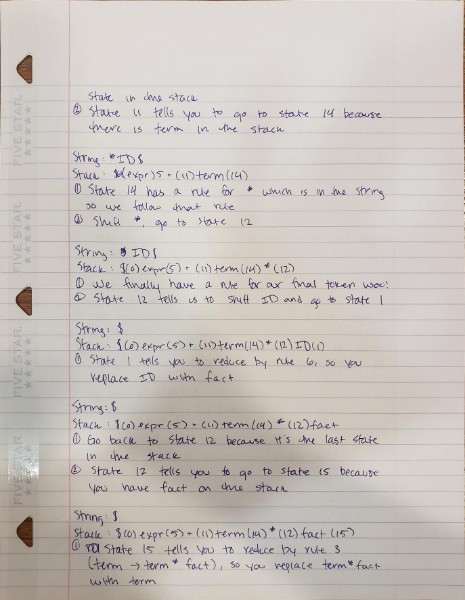 State in the stack
② State 11 tells you to go to state 14 because
there is term in the stack
String: * ID $
Stack: $ (expr) 5 + (11) term (14)
① State 14 has a rule for * which is in the string
so we follow that rule
② Shift *, go to state 12
String: ID $
Stack: $ (0) expr (5) + (11) term (14) * (12)
① We finally have a rule for our final token woo!
② State 12 tells us to shift ID and go to state 1
String: $
Stack: $ (0) expr (5) + (11) term (14) * (12) ID (1)
① State 1 tells you to reduce by rule 6, so you
replace ID with fact
String: $
Stack: $ (0) expr (5) + (11) term (14) * (12) fact
① Go back to state 12 because it's the last state
in the stack
② State 12 tells you to go to state 15 because
you have fact on the stack
String: $
Stack: $ (0) expr (5) + (11) term (14) * (12) fact (15)
① State 15 tells you to reduce by rule 3
(term → term * fact), so you replace term * fact
with term
FIVE STAR
FIVE STAR
FIVE STAR